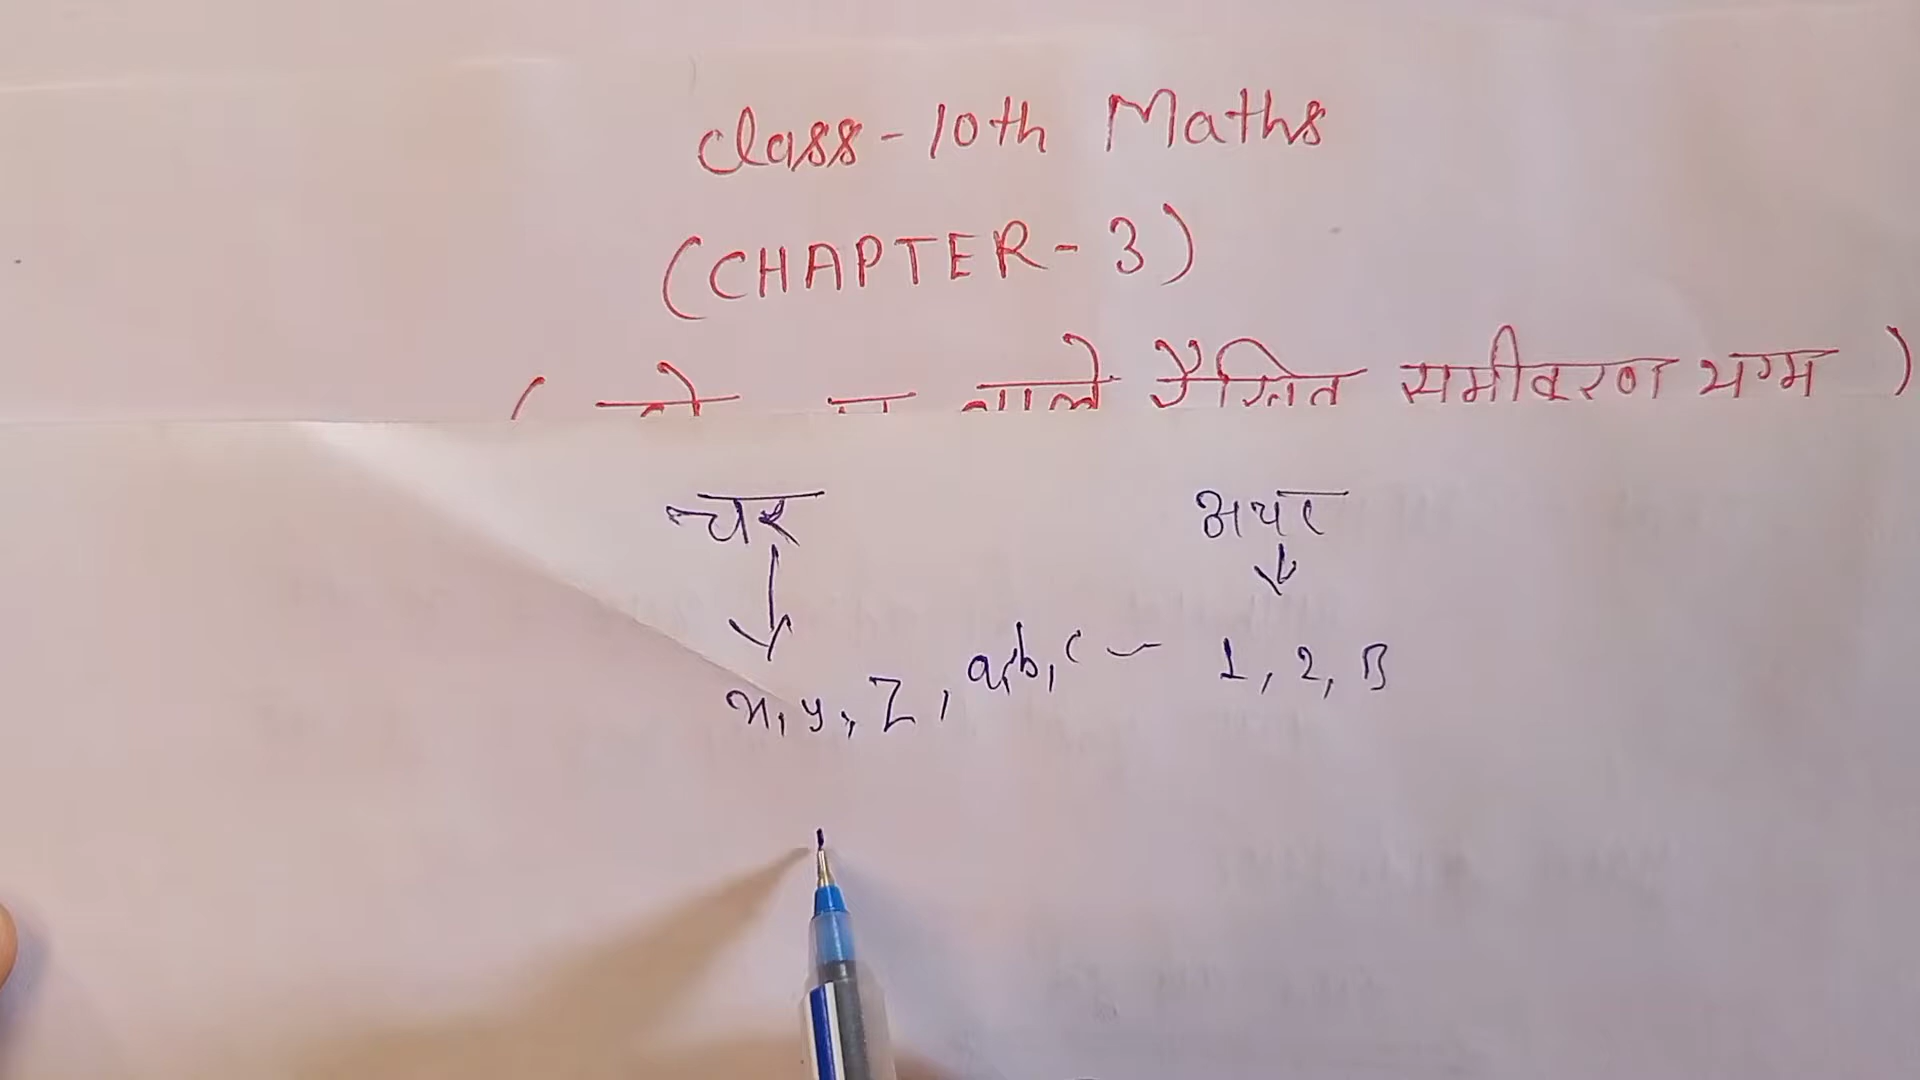 Class-10th Maths
(CHAPTER-3)
( वाले रैखित समीकरण युग्म )
चर अचर
x, y, Z, a, b, c — 1, 2, 3